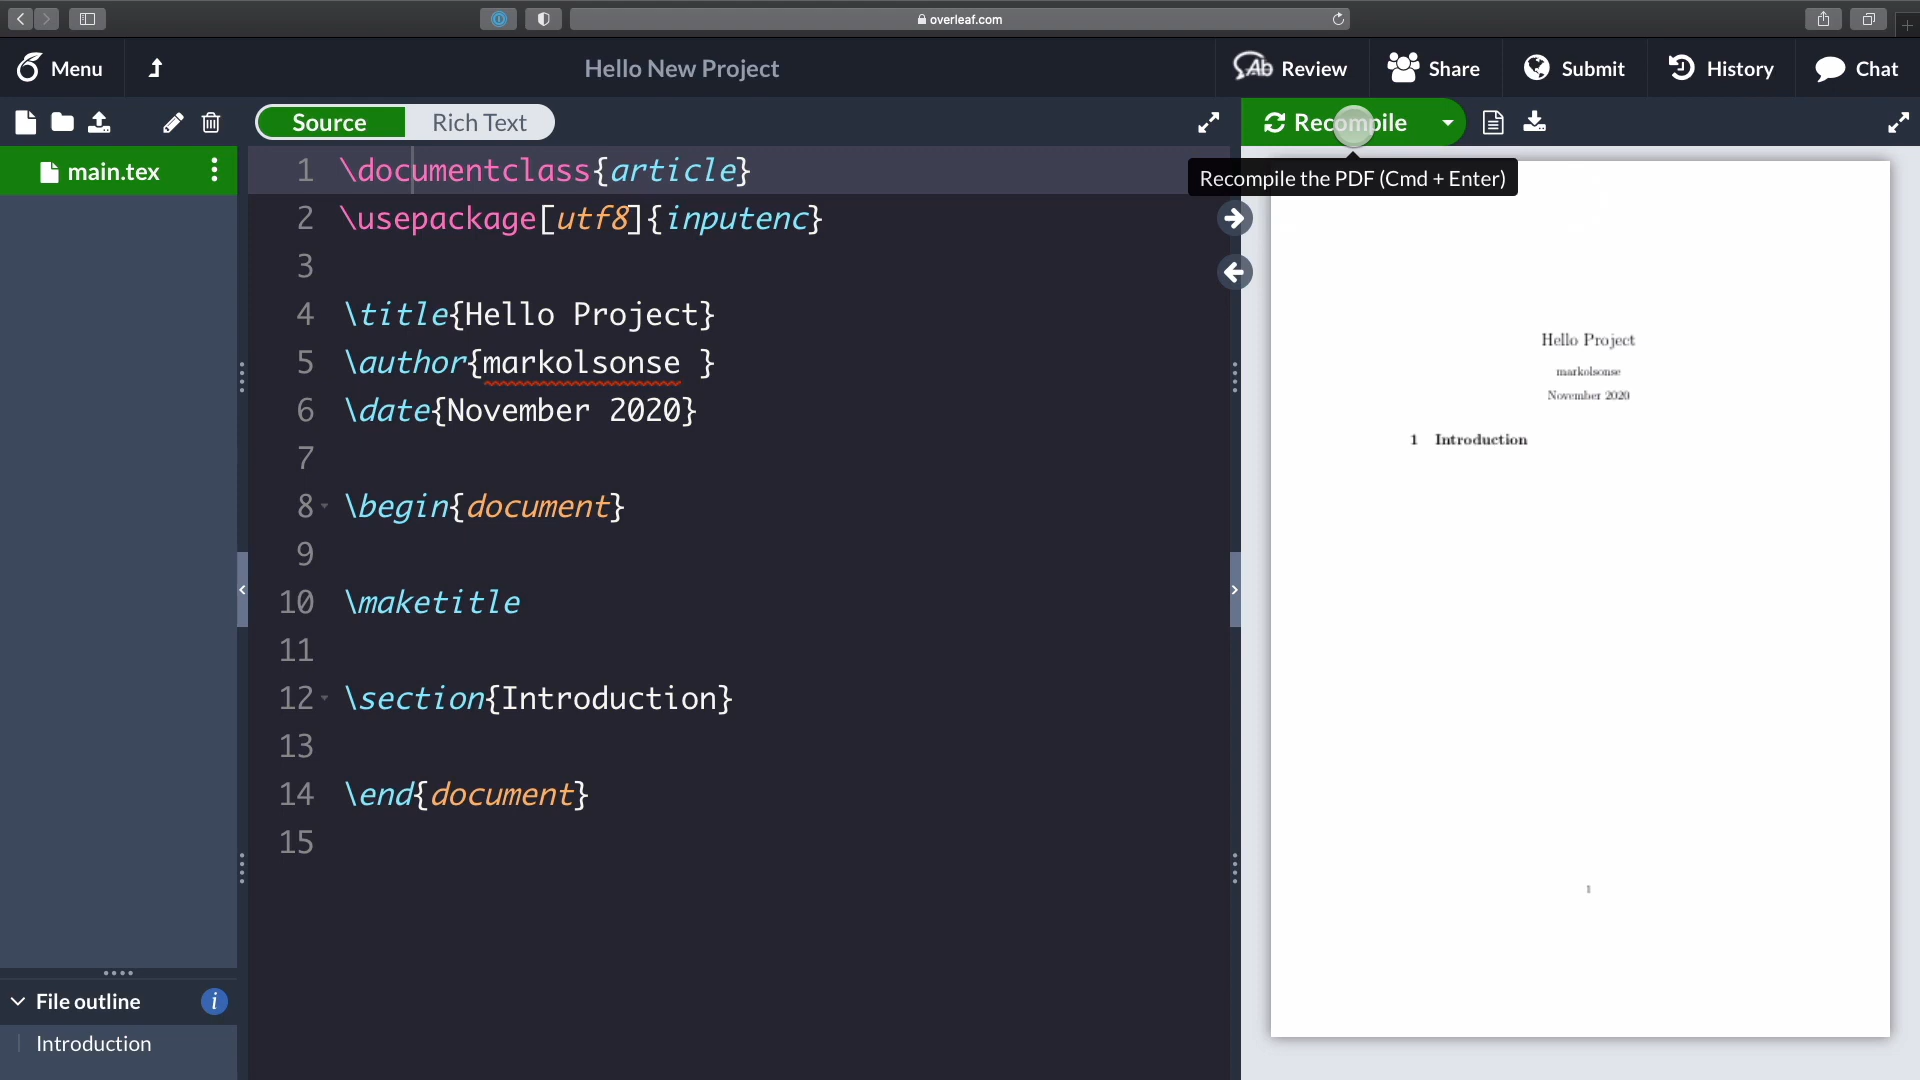 overleaf.com
Menu
Hello New Project
Ab Review
Share
Submit
History
Chat
Source
Rich Text
Recompile
Recompile the PDF (Cmd + Enter)
main.tex
1 \documentclass{article}
2 \usepackage[utf8]{inputenc}
3
4 \title{Hello Project}
5 \author{markolsonse }
6 \date{November 2020}
7
8 \begin{document}
9
10 \maketitle
11
12 \section{Introduction}
13
14 \end{document}
15
File outline
i
Introduction
Hello Project
markolsonse
November 2020
1 Introduction
1